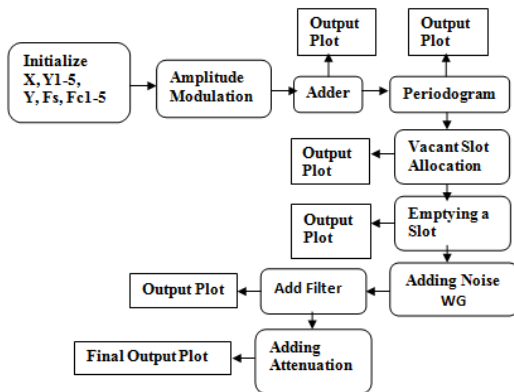 Output
Plot
Output
Plot
Initialize
X, Y1-5,
Y, Fs, Fc1-5
Amplitude
Modulation
Adder
Periodogram
Output
Plot
Vacant Slot
Allocation
Output
Plot
Emptying a
Slot
Output Plot
Add Filter
Adding Noise
WG
Final Output Plot
Adding
Attenuation